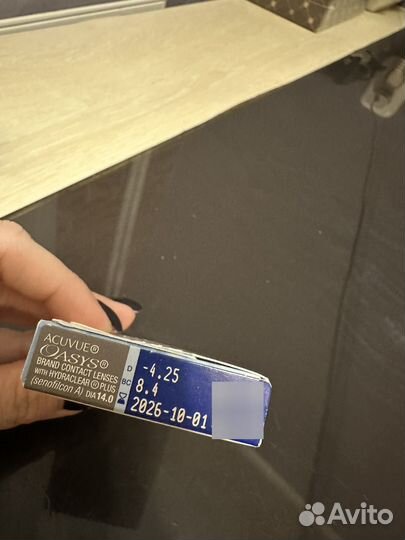 ACUVUE®
OASYS®
BRAND CONTACT LENSES
WITH HYDRACLEAR® PLUS
(senofilcon A) DIA 14.0
D -4.25
BC 8.4
2026-10-01
Avito